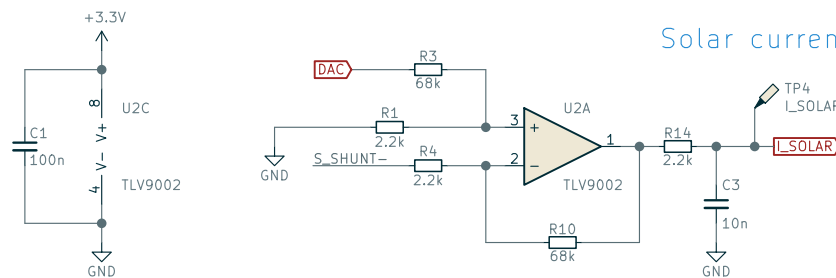 +3.3V
Solar curren
DAC
R3
68k
TP4
I_SOLAR
8
U2C
U2A
C1
100n
V+
V-
R1
2.2k
3
+
1
R14
2.2k
I_SOLAR
S_SHUNT-
R4
2.2k
2
-
GND
4
TLV9002
TLV9002
C3
10n
R10
68k
GND
GND